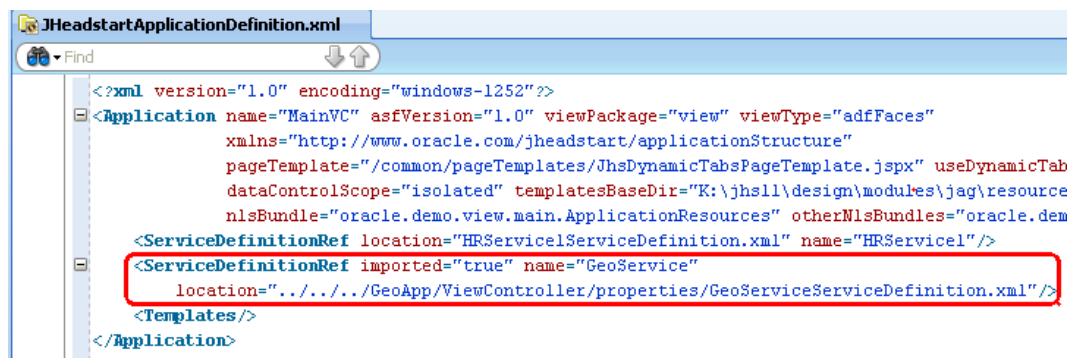 JHeadstartApplicationDefinition.xml
Find
<?xml version="1.0" encoding="windows-1252"?>
<Application name="MainVC" asfVersion="1.0" viewPackage="view" viewType="adfFaces"
xmlns="http://www.oracle.com/jheadstart/applicationStructure"
pageTemplate="/common/pageTemplates/JhsDynamicTabsPageTemplate.jspx" useDynamicTab
dataControlScope="isolated" templatesBaseDir="K:\jhsll\design\modules\jag\resource
nlsBundle="oracle.demo.view.main.ApplicationResources" otherNlsBundles="oracle.dem
<ServiceDefinitionRef location="HRService1ServiceDefinition.xml" name="HRService1"/>
<ServiceDefinitionRef imported="true" name="GeoService"
location="../../../GeoApp/ViewController/properties/GeoServiceServiceDefinition.xml"/>
<Templates/>
</Application>